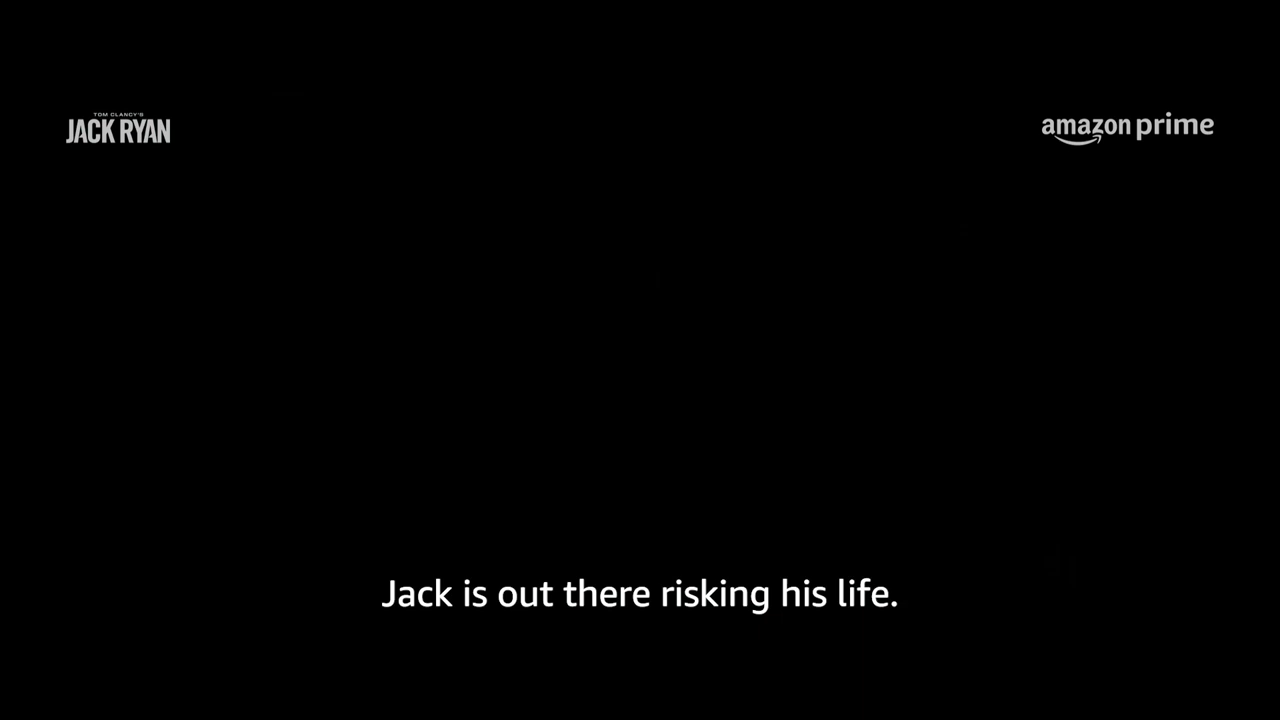 TOM CLANCY'S
JACK RYAN
amazon prime
Jack is out there risking his life.